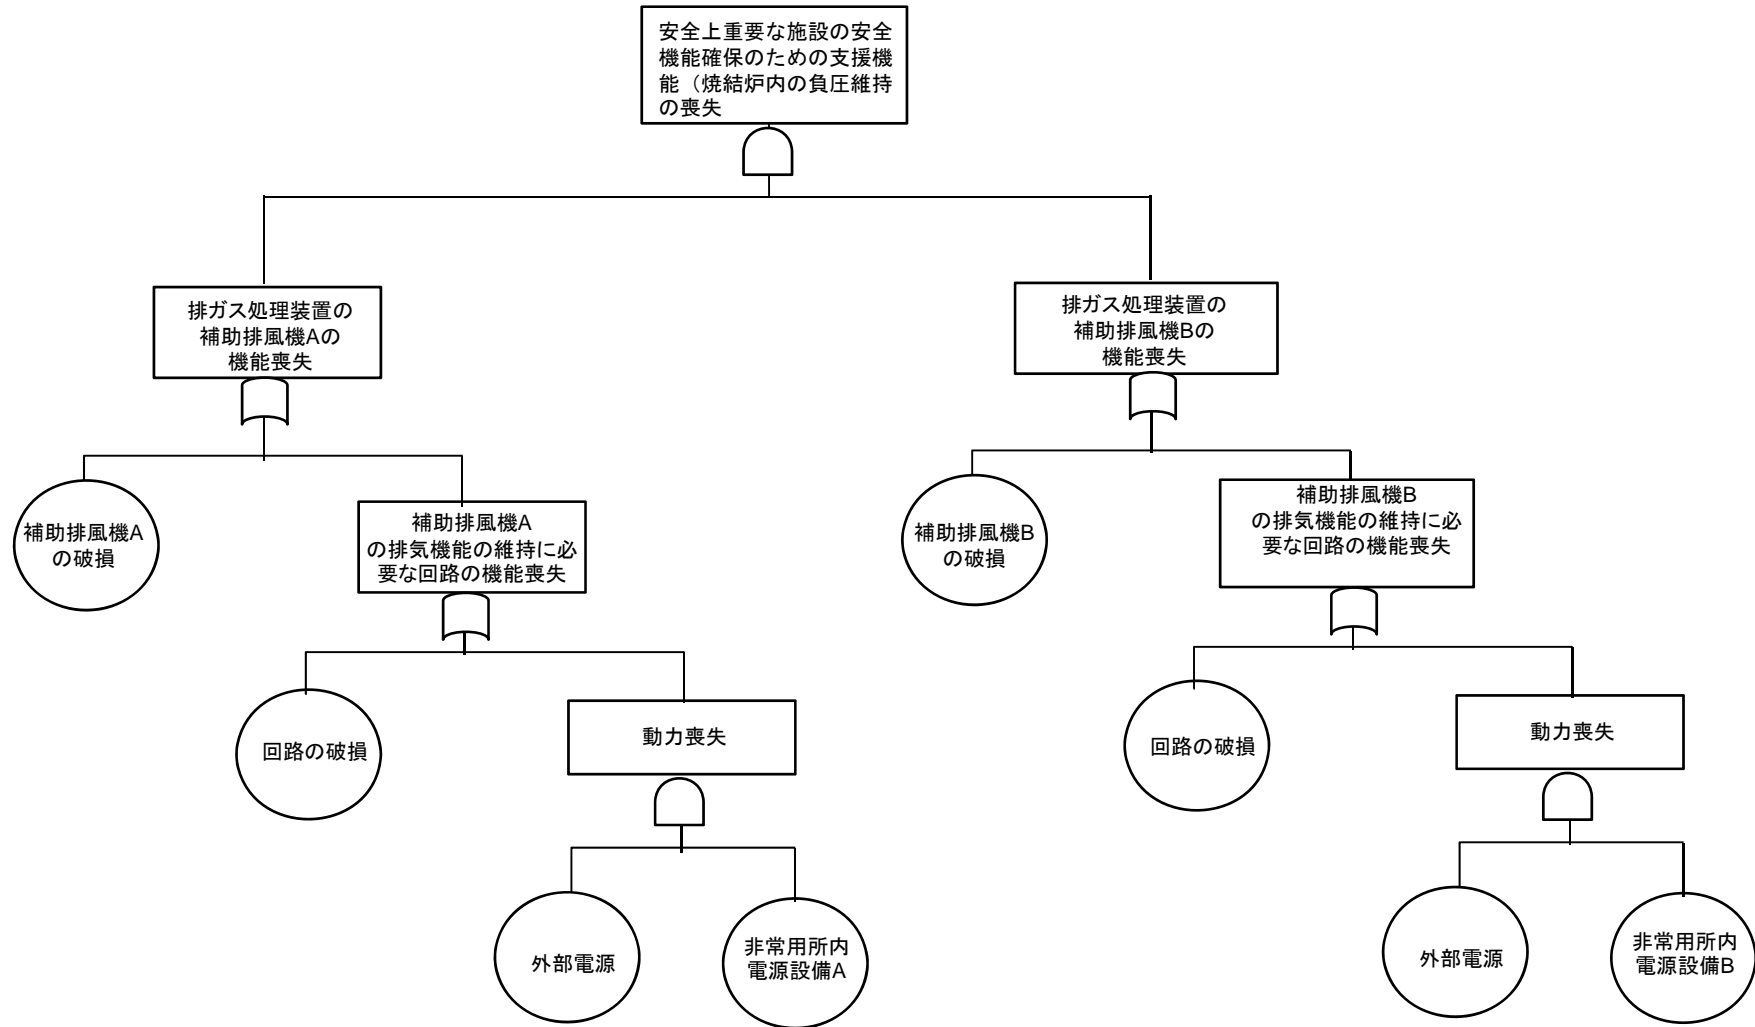 安全上重要な施設の安全
機能確保のための支援機
能（焼結炉内の負圧維持
の喪失
排ガス処理装置の
補助排風機Aの
機能喪失
排ガス処理装置の
補助排風機Bの
機能喪失
補助排風機A
の破損
補助排風機A
の排気機能の維持に必
要な回路の機能喪失
補助排風機B
の破損
補助排風機B
の排気機能の維持に必
要な回路の機能喪失
回路の破損
動力喪失
回路の破損
動力喪失
外部電源
非常用所内
電源設備A
外部電源
非常用所内
電源設備B